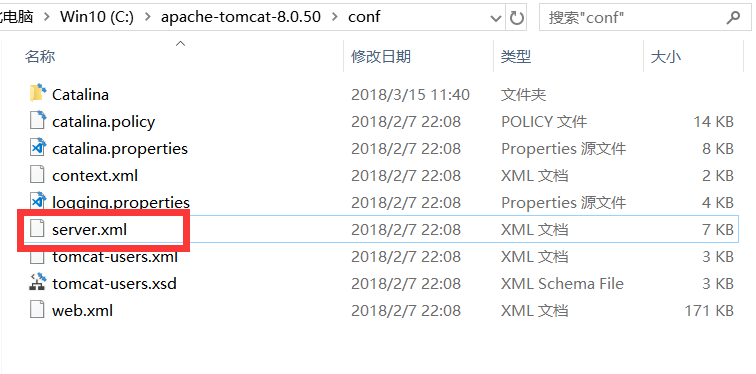 电脑 > Win10 (C:) > apache-tomcat-8.0.50 > conf 搜索"conf"
名称 修改日期 类型 大小
Catalina 2018/3/15 11:40 文件夹
catalina.policy 2018/2/7 22:08 POLICY 文件 14 KB
catalina.properties 2018/2/7 22:08 Properties 源文件 8 KB
context.xml 2018/2/7 22:08 XML 文档 2 KB
logging.properties 2018/2/7 22:08 Properties 源文件 4 KB
server.xml 2018/2/7 22:08 XML 文档 7 KB
tomcat-users.xml 2018/2/7 22:08 XML 文档 3 KB
tomcat-users.xsd 2018/2/7 22:08 XML Schema File 3 KB
web.xml 2018/2/7 22:08 XML 文档 171 KB